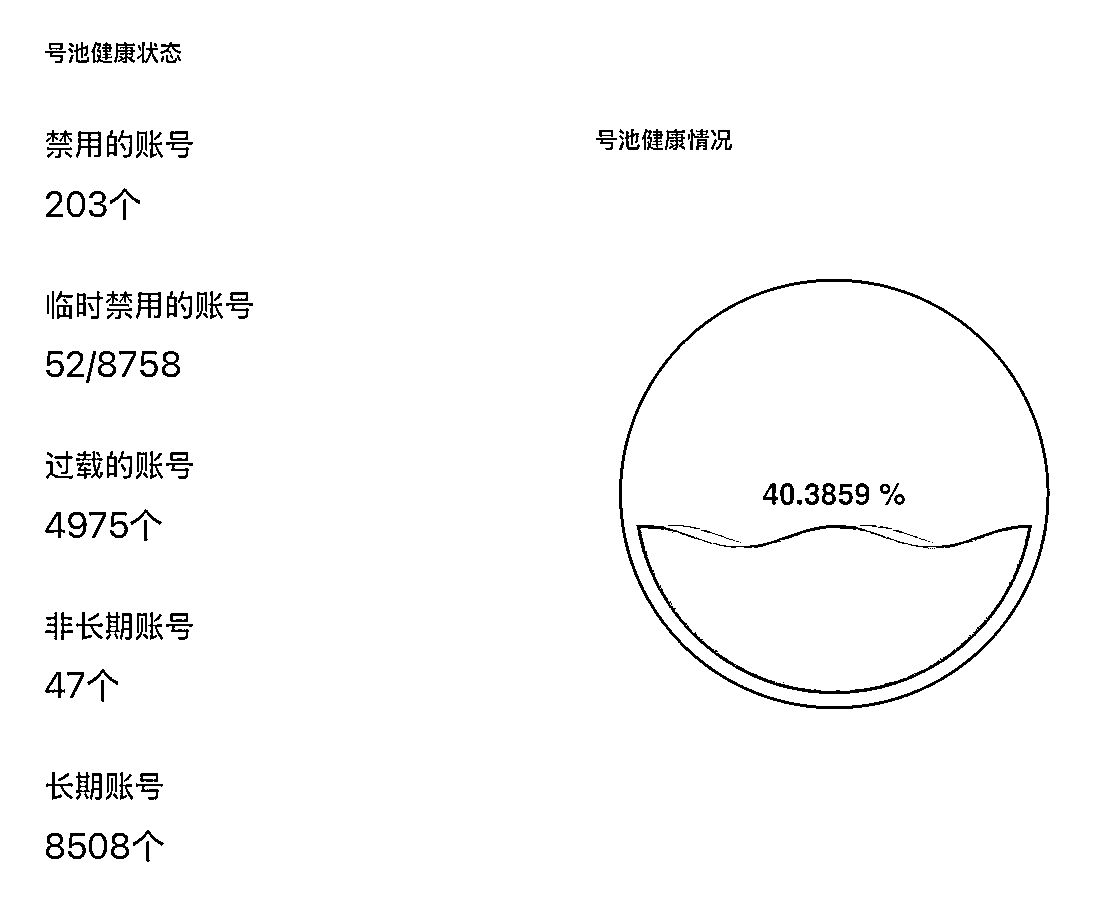 号池健康状态
禁用的账号
203个
临时禁用的账号
52/8758
过载的账号
4975个
非长期账号
47个
长期账号
8508个
号池健康情况
40.3859 %